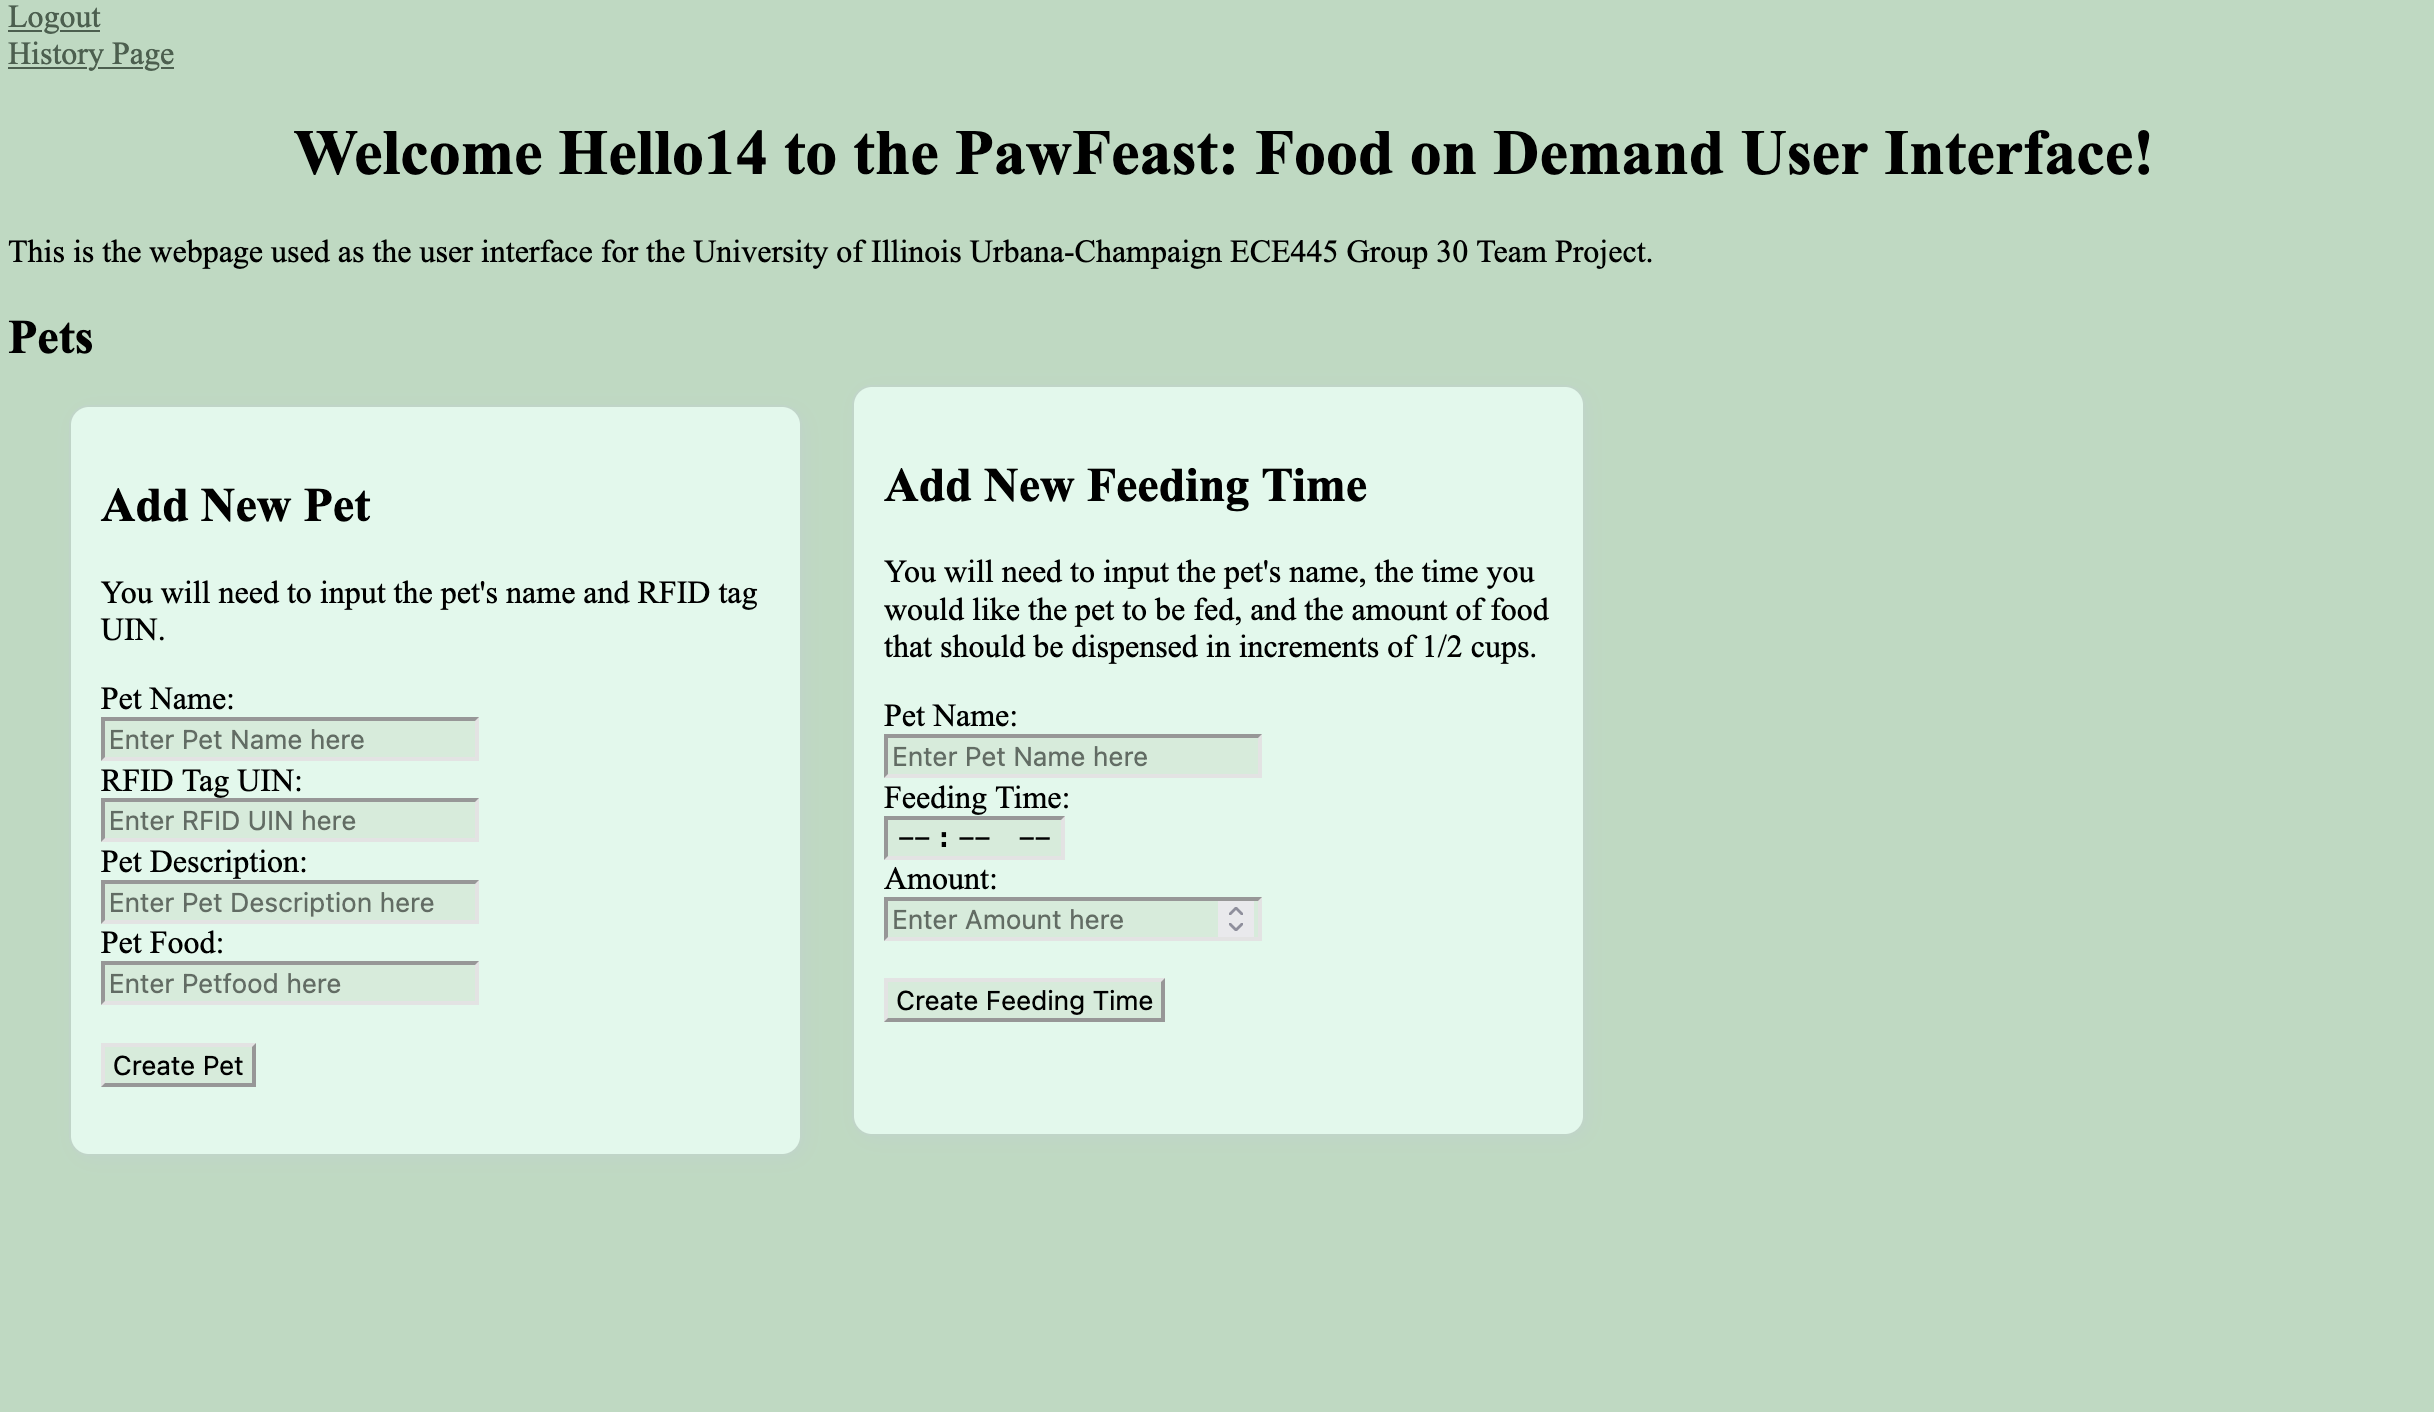 Logout
History Page
Welcome Hello14 to the PawFeast: Food on Demand User Interface!
This is the webpage used as the user interface for the University of Illinois Urbana-Champaign ECE445 Group 30 Team Project.
Pets
Add New Pet
You will need to input the pet's name and RFID tag
UIN.
Pet Name:
Enter Pet Name here
RFID Tag UIN:
Enter RFID UIN here
Pet Description:
Enter Pet Description here
Pet Food:
Enter Petfood here
Create Pet
Add New Feeding Time
You will need to input the pet's name, the time you
would like the pet to be fed, and the amount of food
that should be dispensed in increments of 1/2 cups.
Pet Name:
Enter Pet Name here
Feeding Time:
--:-- --
Amount:
Enter Amount here
Create Feeding Time